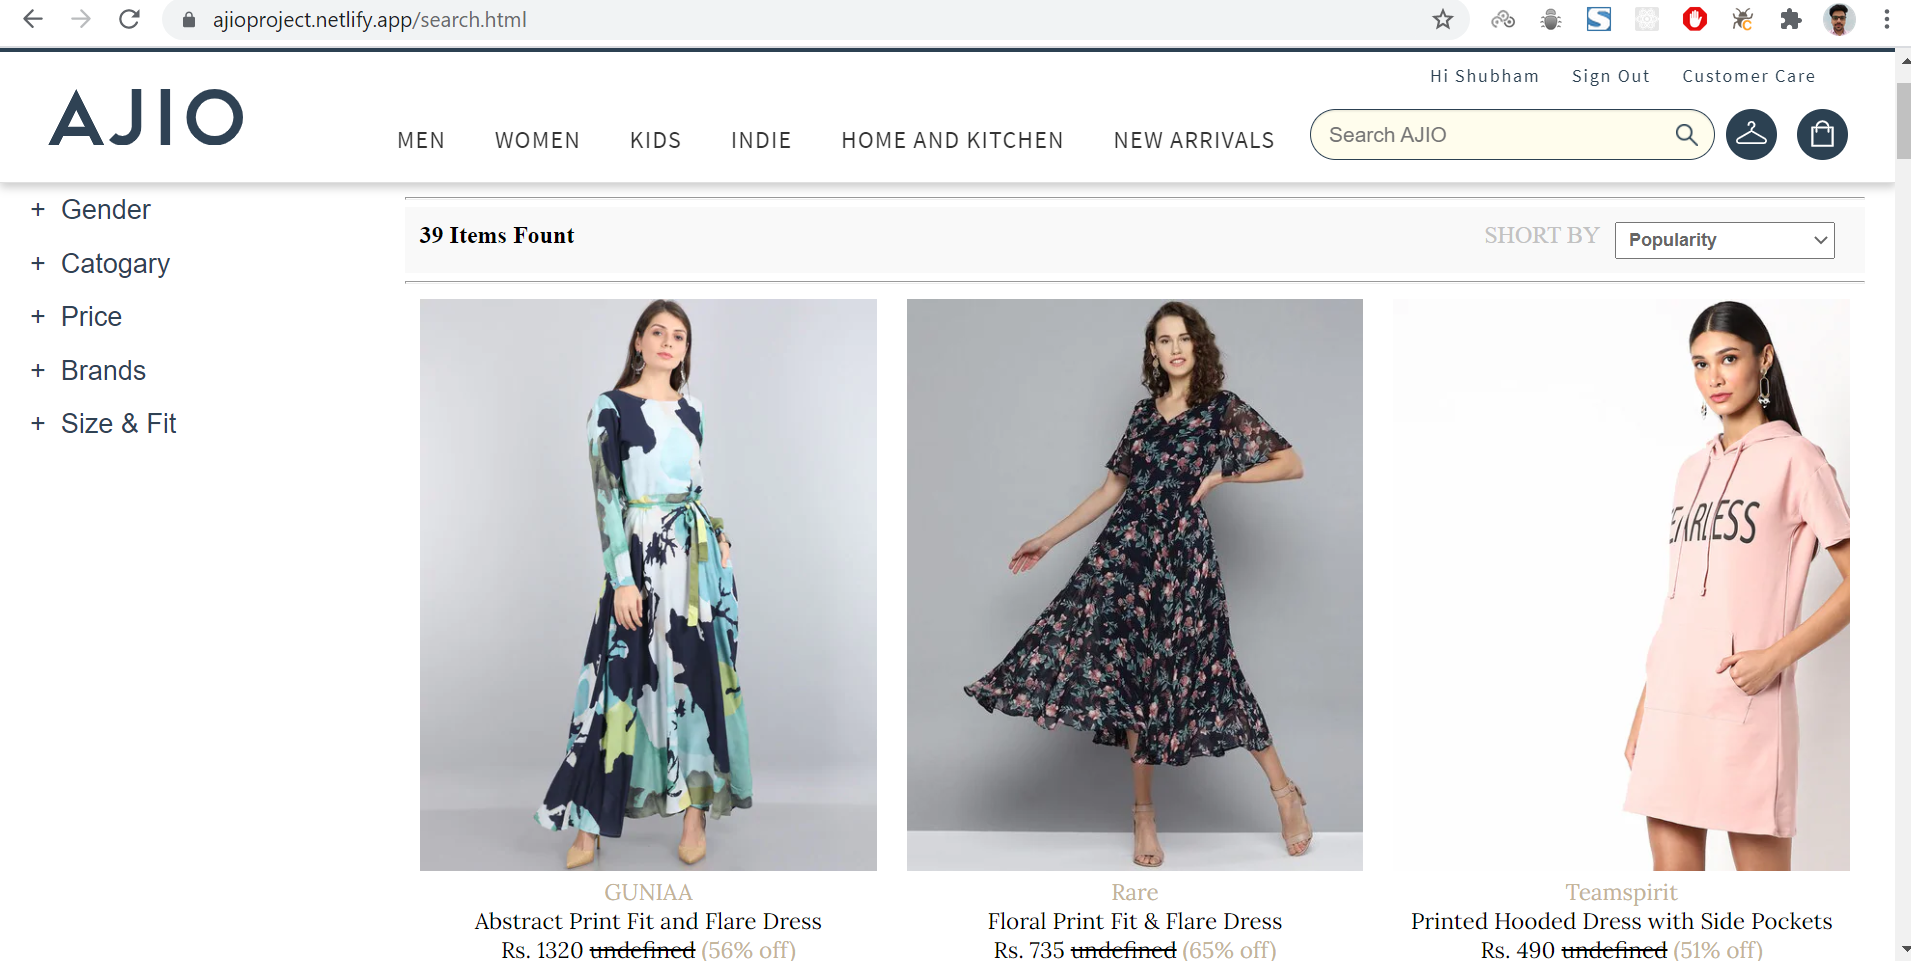 ajioproject.netlify.app/search.html
Hi Shubham Sign Out Customer Care
AJIO
MEN WOMEN KIDS INDIE HOME AND KITCHEN NEW ARRIVALS
Search AJIO
+ Gender
+ Catogary
+ Price
+ Brands
+ Size & Fit
39 Items Fount
SHORT BY Popularity
FEARLESS
GUNIAA
Abstract Print Fit and Flare Dress
Rs. 1320 undefined (56% off)
Rare
Floral Print Fit & Flare Dress
Rs. 735 undefined (65% off)
Teamspirit
Printed Hooded Dress with Side Pockets
Rs. 490 undefined (51% off)